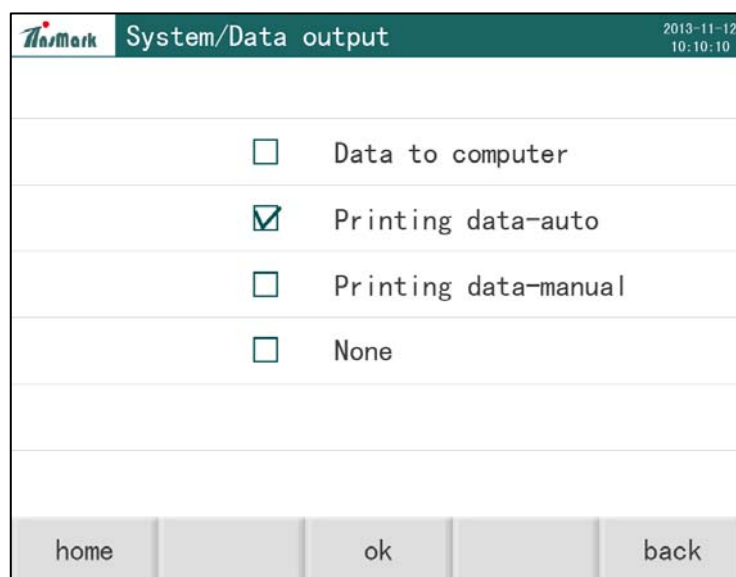 InsMark System/Data output 2013-11-12
10:10:10
Data to computer
Printing data-auto
Printing data-manual
None
home ok back